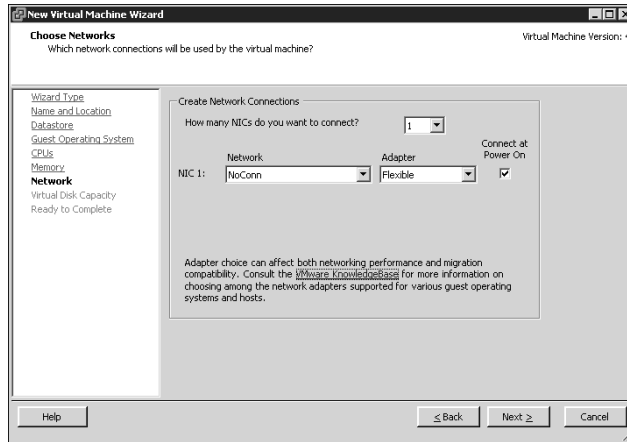 New Virtual Machine Wizard
Choose Networks
Which network connections will be used by the virtual machine?
Virtual Machine Version:
Wizard Type
Name and Location
Datastore
Guest Operating System
CPUs
Memory
Network
Virtual Disk Capacity
Ready to Complete
Create Network Connections
How many NICs do you want to connect?
1
Network
Adapter
Connect at
Power On
NIC 1:
NoConn
Flexible
Adapter choice can affect both networking performance and migration
compatibility. Consult the VMware KnowledgeBase for more information on
choosing among the network adapters supported for various guest operating
systems and hosts.
Help
< Back
Next >
Cancel